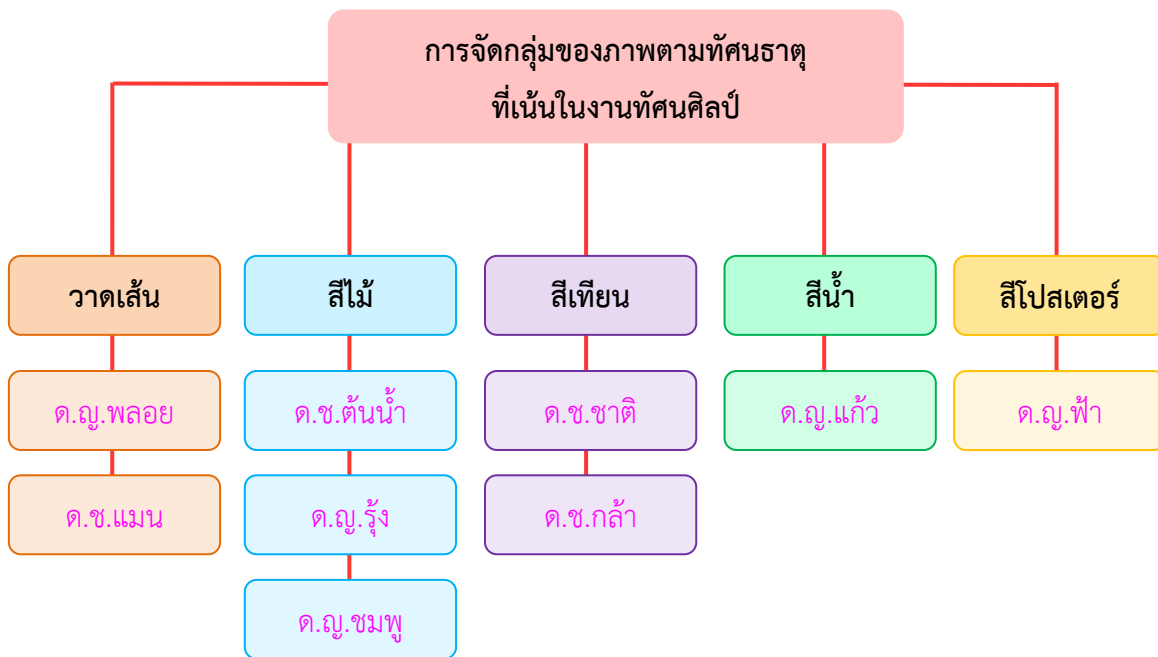 การจัดกลุ่มของภาพตามทัศนธาตุ
ที่เน้นในงานทัศนศิลป์
วาดเส้น
สีไม้
สีเทียน
สีน้ำ
สีโปสเตอร์
ด.ญ.พลอย
ด.ช.ต้นน้ำ
ด.ช.ชาติ
ด.ญ.แก้ว
ด.ญ.ฟ้า
ด.ช.แมน
ด.ญ.รุ้ง
ด.ช.กล้า
ด.ญ.ชมพู